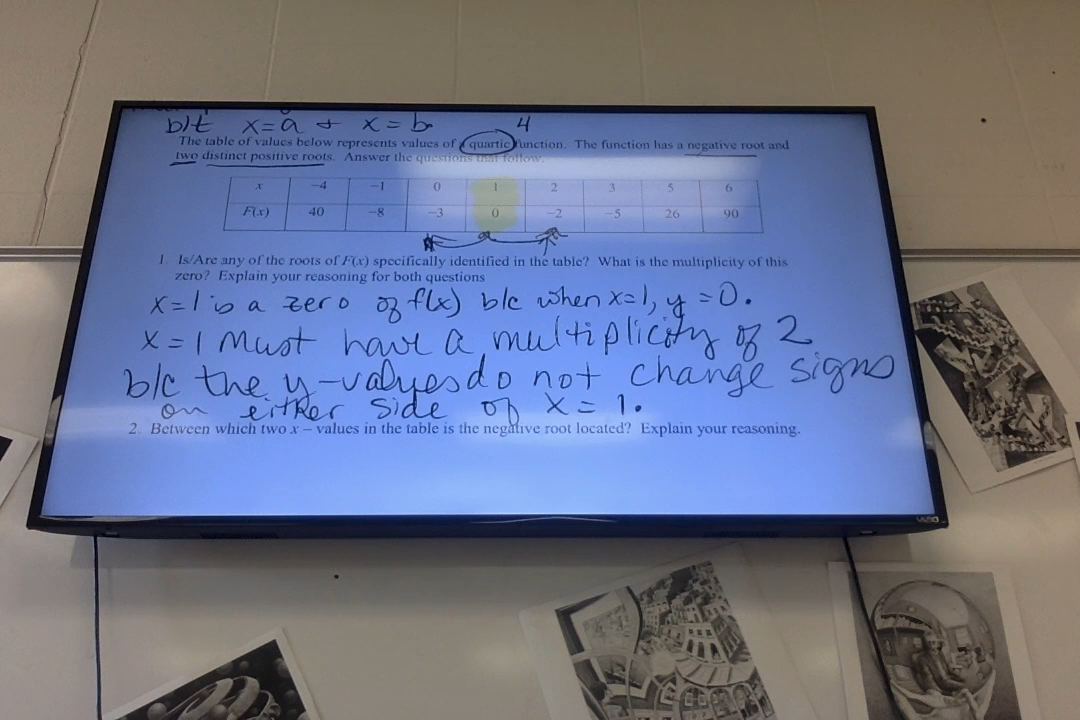 b/t x=a + x=b
4
The table of values below represents values of a quartic function. The function has a negative root and
two distinct positive roots. Answer the questions that follow.
x -4 -1 0 1 2 3 5 6
F(x) 40 -8 -3 0 -2 -5 26 90
1. Is/Are any of the roots of F(x) specifically identified in the table? What is the multiplicity of this
zero? Explain your reasoning for both questions
x=1 is a zero of f(x) b/c when x=1, y=0.
x=1 Must have a multiplicity of 2
b/c the y-values do not change signs
on either side of x=1.
2. Between which two x – values in the table is the negative root located? Explain your reasoning.
VIZIO